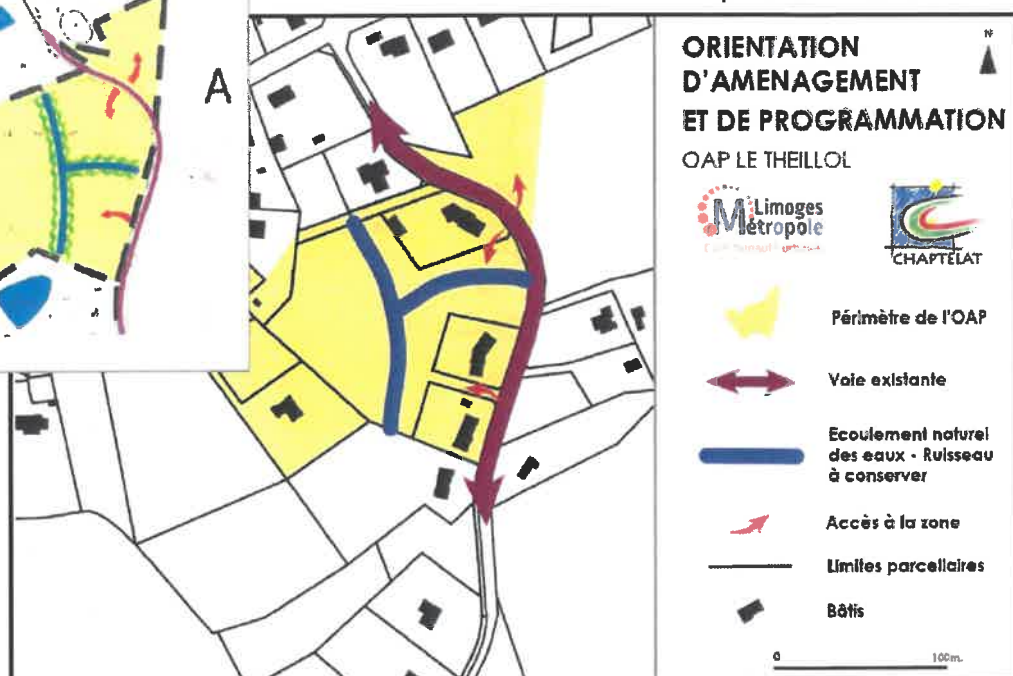 A
ORIENTATION
D'AMENAGEMENT
ET DE PROGRAMMATION
N
OAP LE THEILLOL
Limoges
Métropole
CHAPTELAT
Périmètre de l'OAP
Voie existante
Ecoulement naturel
des eaux - Ruisseau
à conserver
Accès à la zone
Limites parcellaires
Bâtis
0 100m.